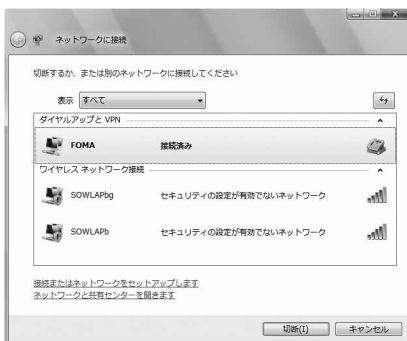 ネットワークに接続
切断するか、または別のネットワークに接続してください
表示 すべて
ダイヤルアップと VPN
FOMA 接続済み
ワイヤレス ネットワーク接続
SOWLAPbg セキュリティの設定が有効でないネットワーク
SOWLAPb セキュリティの設定が有効でないネットワーク
接続またはネットワークをセットアップします
ネットワークと共有センターを開きます
切断(I) キャンセル